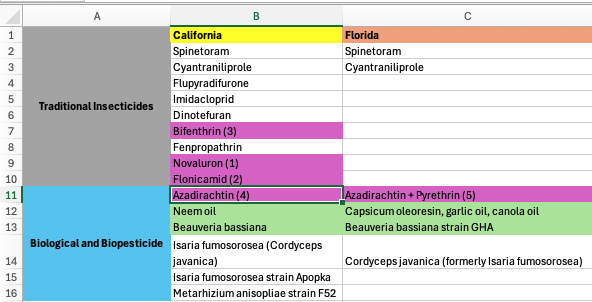 A B C
1 California Florida
2 Spinetoram Spinetoram
3 Cyantraniliprole Cyantraniliprole
4 Flupyradifurone
5 Imidacloprid
Traditional Insecticides
6 Dinotefuran
7 Bifenthrin (3)
8 Fenpropathrin
9 Novaluron (1)
10 Flonicamid (2)
11 Azadirachtin (4) Azadirachtin + Pyrethrin (5)
12 Neem oil Capsicum oleoresin, garlic oil, canola oil
13 Beauveria bassiana Beauveria bassiana strain GHA
Biological and Biopesticide
Isaria fumosorosea (Cordyceps
14 javanica) Cordyceps javanica (formerly Isaria fumosorosea)
15 Isaria fumosorosea strain Apopka
16 Metarhizium anisopliae strain F52